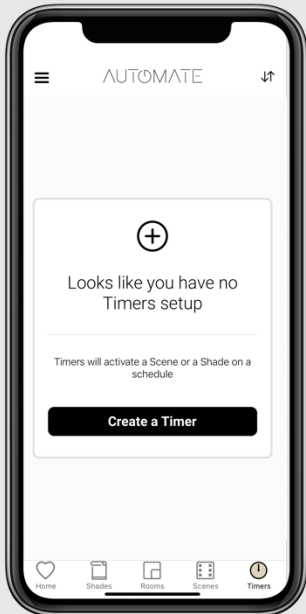 AUTOMATE
Looks like you have no
Timers setup
Timers will activate a Scene or a Shade on a
schedule
Create a Timer
Home Shades Rooms Scenes Timers